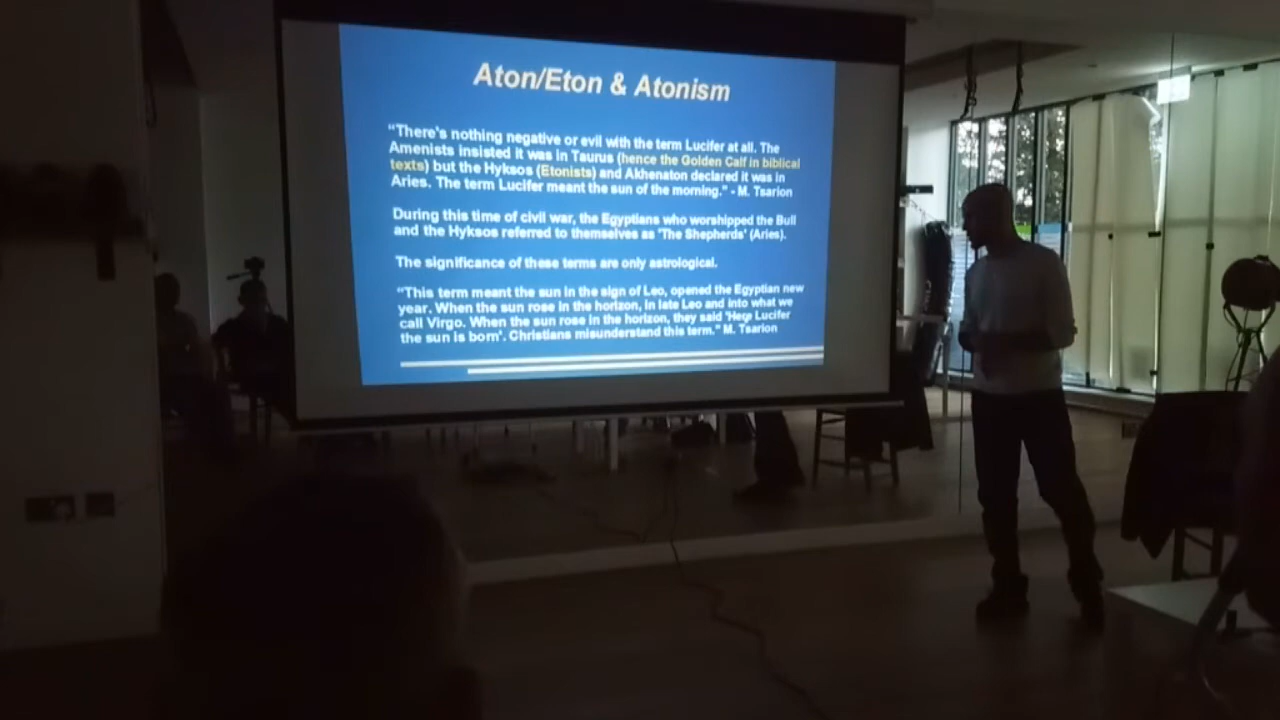 Aton/Eton & Atonism
“There's nothing negative or evil with the term Lucifer at all. The
Amenists insisted it was in Taurus (hence the Golden Calf in biblical
texts) but the Hyksos (Etonists) and Akhenaton declared it was in
Aries. The term Lucifer meant the sun of the morning." - M. Tsarion
During this time of civil war, the Egyptians who worshipped the Bull
and the Hyksos referred to themselves as 'The Shepherds' (Aries).
The significance of these terms are only astrological.
“This term meant the sun in the sign of Leo, opened the Egyptian new
year. When the sun rose in the horizon, in late Leo and into what we
call Virgo. When the sun rose in the horizon, they said 'Here Lucifer
the sun is born'. Christians misunderstand this term." M. Tsarion